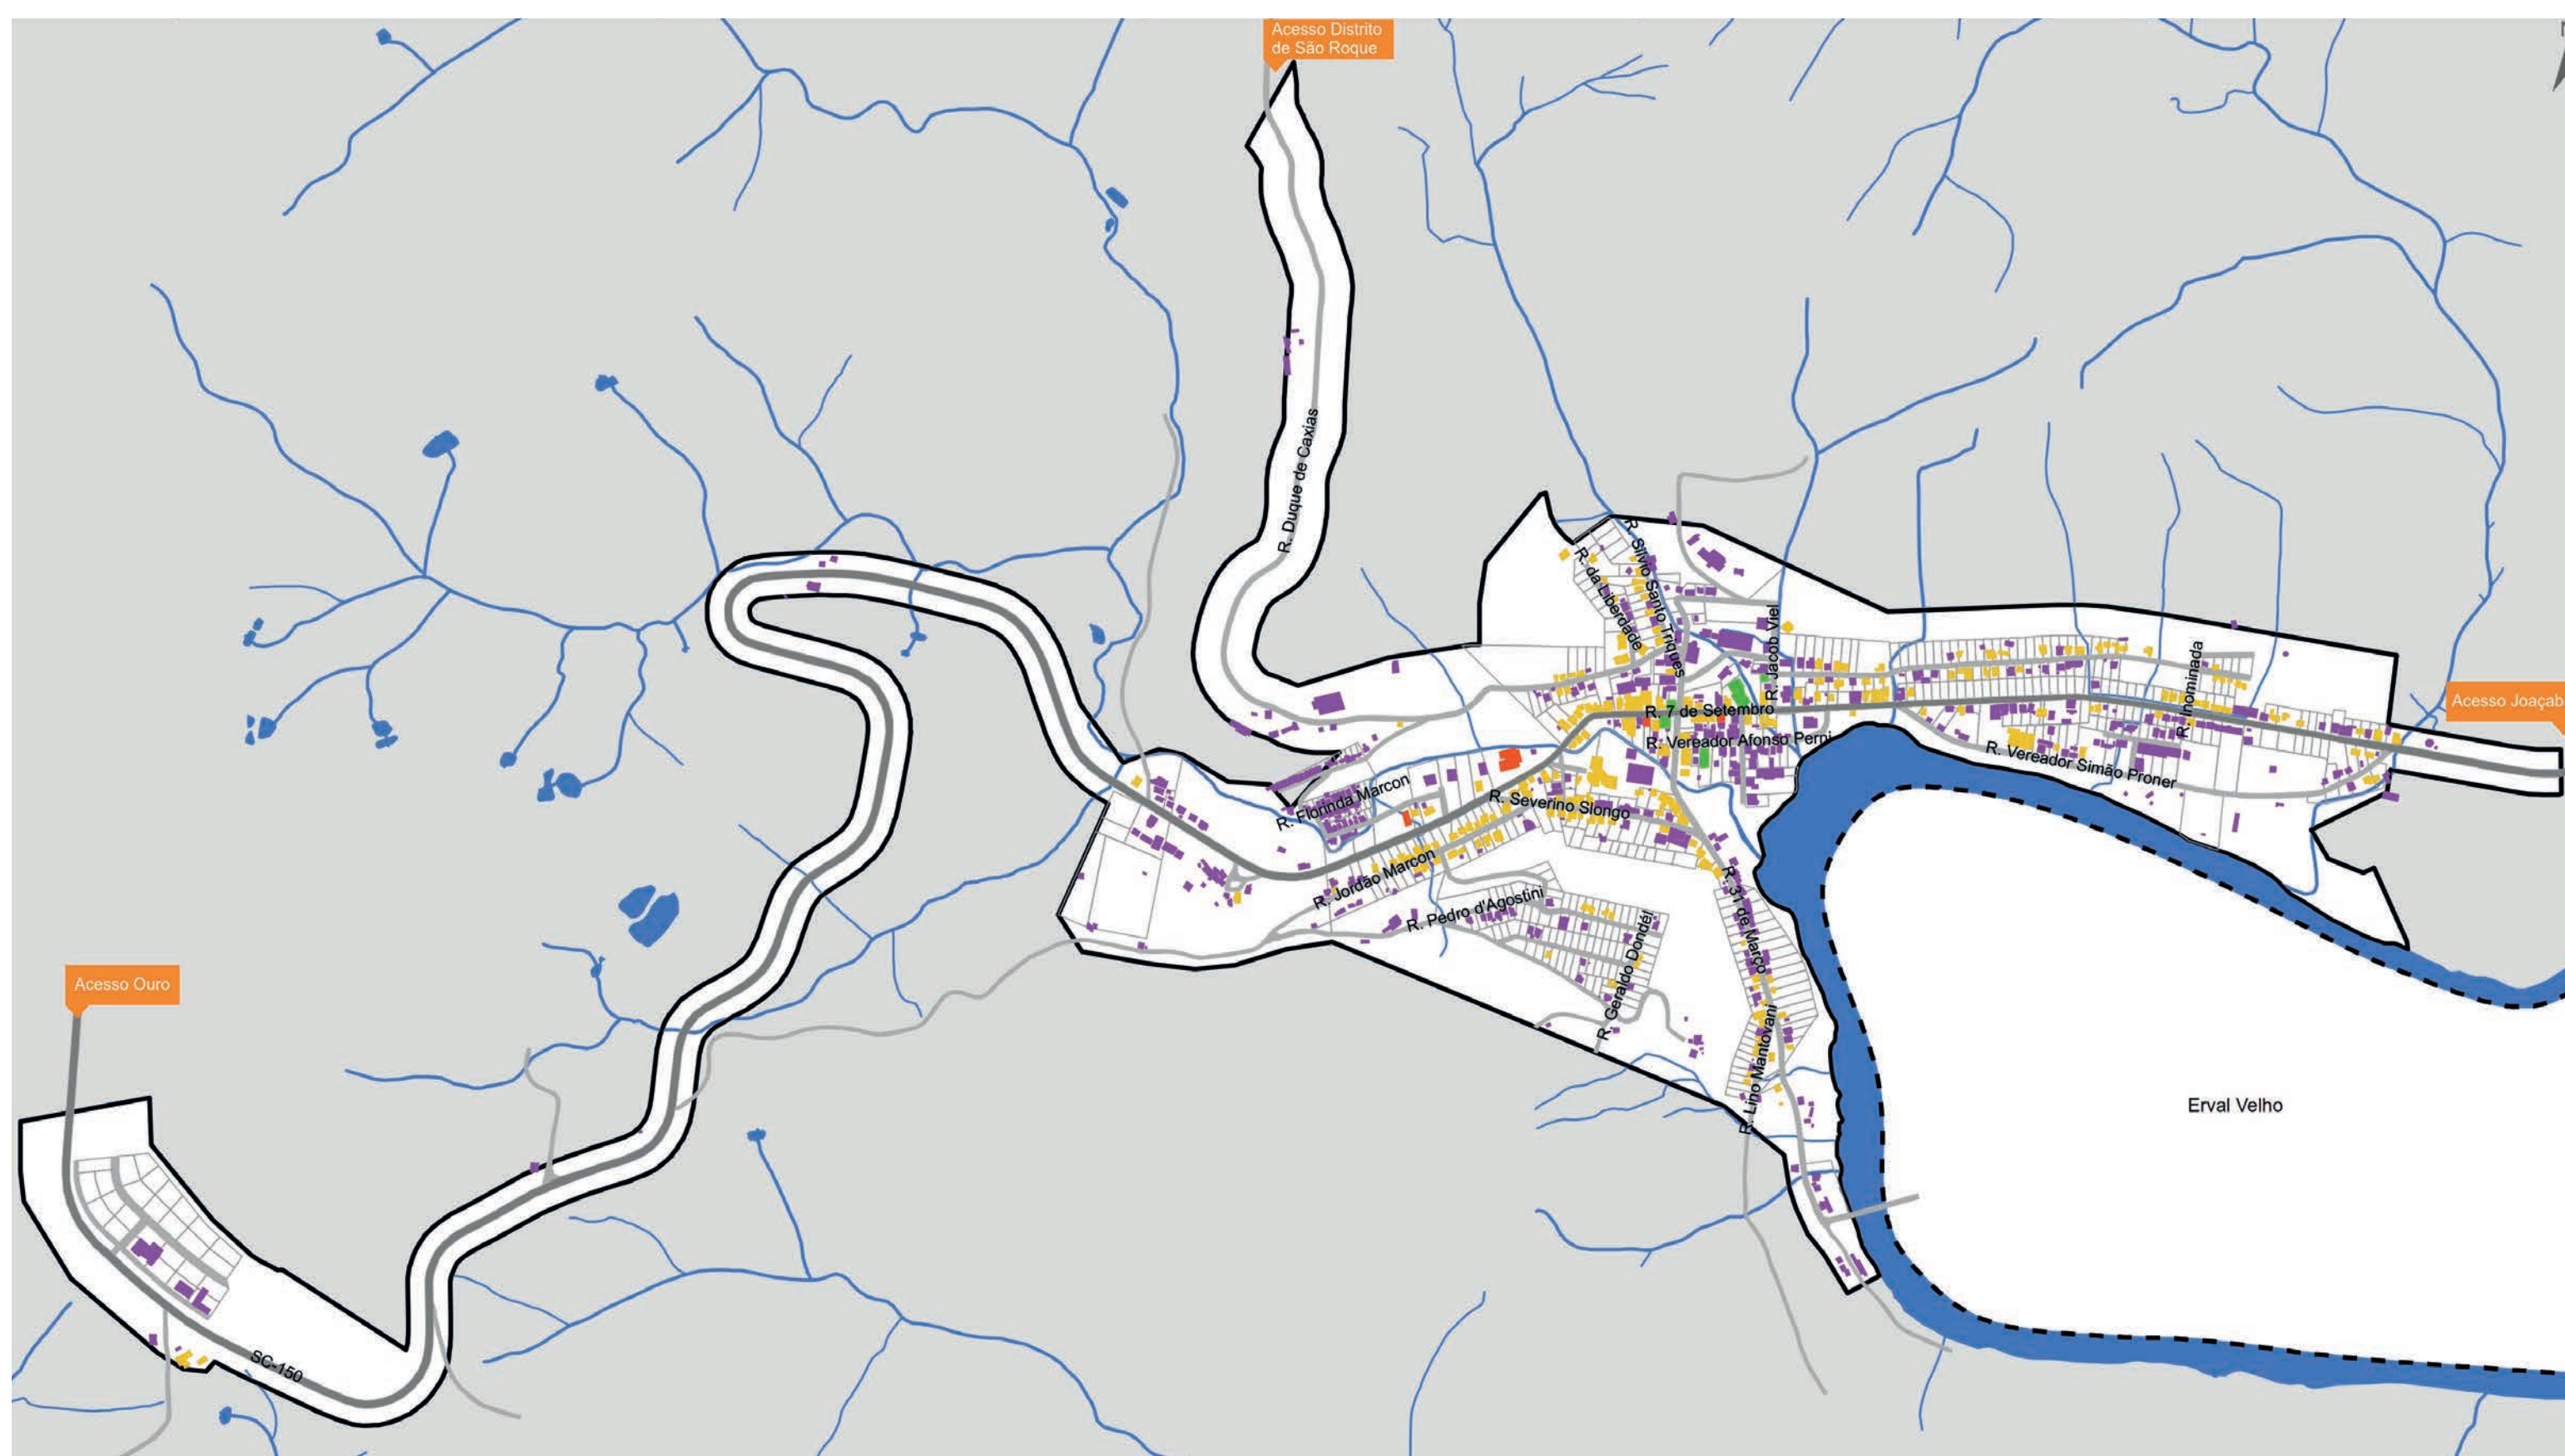 Acesso Distrito
de São Roque
R. Duque de Caxias
R. Silvio Santo Triques
R. da Liberdade
R. Jacob Viel
R. Inominada
Acesso Joaçab
R. 7 de Setembro
R. Vereador Afonso Perni
R. Vereador Simão Proner
R. Florinda Marcon
R. Severino Slongo
R. Jordão Marcon
R. Pedro d'Agostini
R. 31 de Março
R. Geraldo Dondél
Acesso Ouro
R. Lino Mantovani
Erval Velho
SC-150